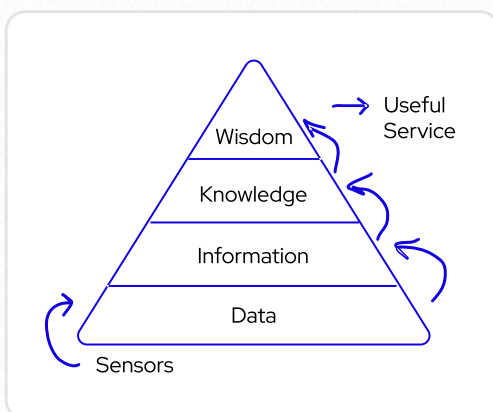 Useful
Service
Wisdom
Knowledge
Information
Data
Sensors